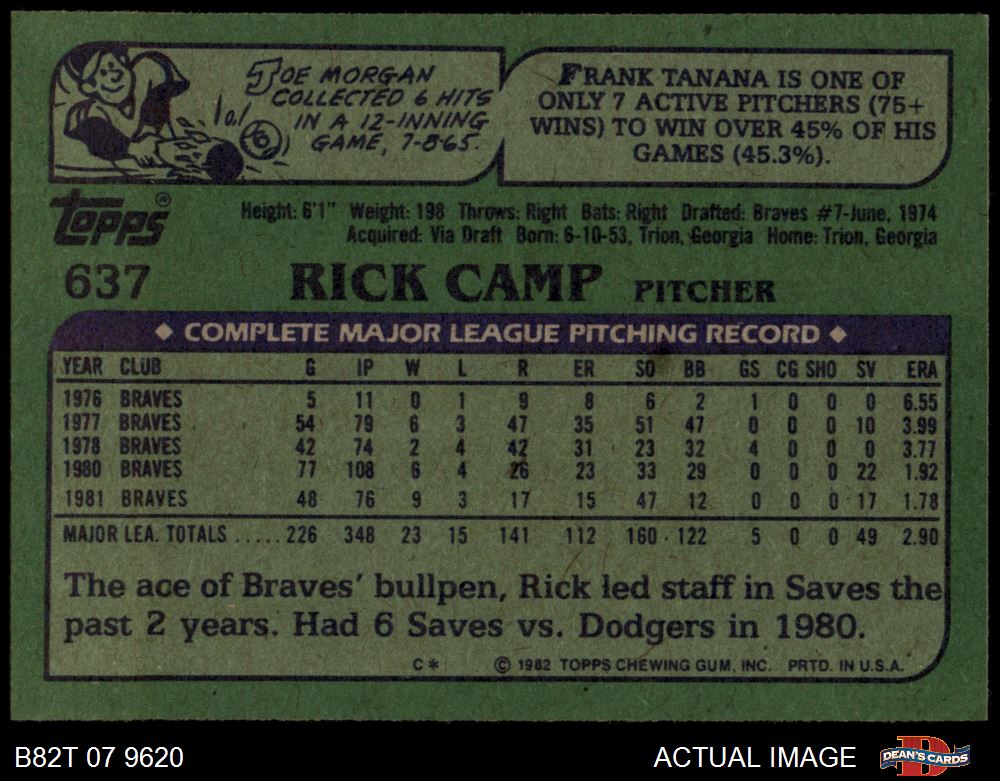 JOE MORGAN
COLLECTED 6 HITS
IN A 12-INNING
GAME, 7-8-65.
FRANK TANANA IS ONE OF
ONLY 7 ACTIVE PITCHERS (75+
WINS) TO WIN OVER 45% OF HIS
GAMES (45.3%).
topps®
Height: 6'1" Weight: 198 Throws: Right Bats: Right Drafted: Braves #7-June, 1974
Acquired: Via Draft Born: 6-10-53, Trion, Georgia Home: Trion, Georgia
637 RICK CAMP PITCHER
◆ COMPLETE MAJOR LEAGUE PITCHING RECORD ◆
YEAR CLUB G IP W L R ER SO BB GS CG SHO SV ERA
1976 BRAVES 5 11 0 1 9 8 6 2 1 0 0 0 6.55
1977 BRAVES 54 79 6 3 47 35 51 47 0 0 0 10 3.99
1978 BRAVES 42 74 2 4 42 31 23 32 4 0 0 0 3.77
1980 BRAVES 77 108 6 4 26 23 33 29 0 0 0 22 1.92
1981 BRAVES 48 76 9 3 17 15 47 12 0 0 0 17 1.78
MAJOR LEA. TOTALS .....226 348 23 15 141 112 160 122 5 0 0 49 2.90
The ace of Braves' bullpen, Rick led staff in Saves the
past 2 years. Had 6 Saves vs. Dodgers in 1980.
C* © 1982 TOPPS CHEWING GUM, INC. PRTD. IN U.S.A.
B82T 07 9620 ACTUAL IMAGE DEAN'S CARDS